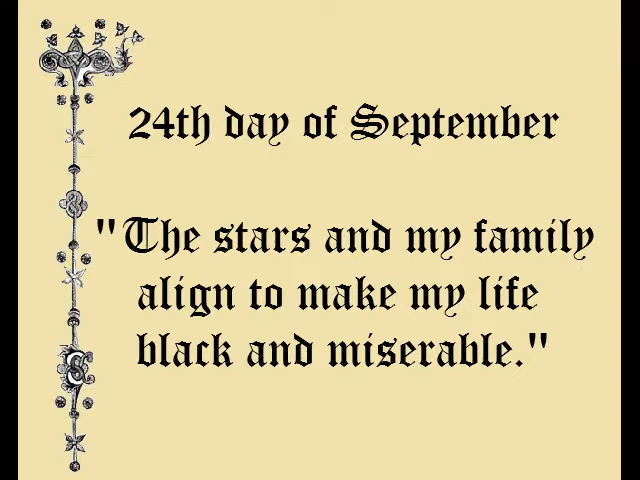 24th day of September
"The stars and my family
align to make my life
black and miserable."